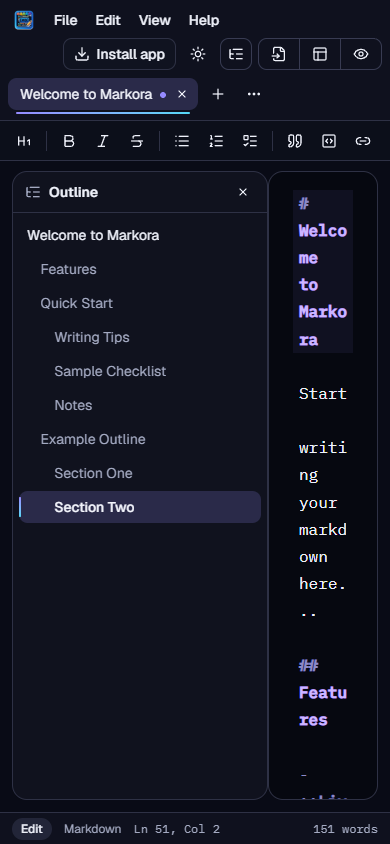 File Edit View Help
Install app
Welcome to Markora
H1 B I S
Outline
Welcome to Markora
Features
Quick Start
Writing Tips
Sample Checklist
Notes
Example Outline
Section One
Section Two
#
Welco
me
to
Marko
ra
Start
writi
ng
your
markd
own
here.
..
##
Featu
res
-
Edit Markdown Ln 51, Col 2 151 words